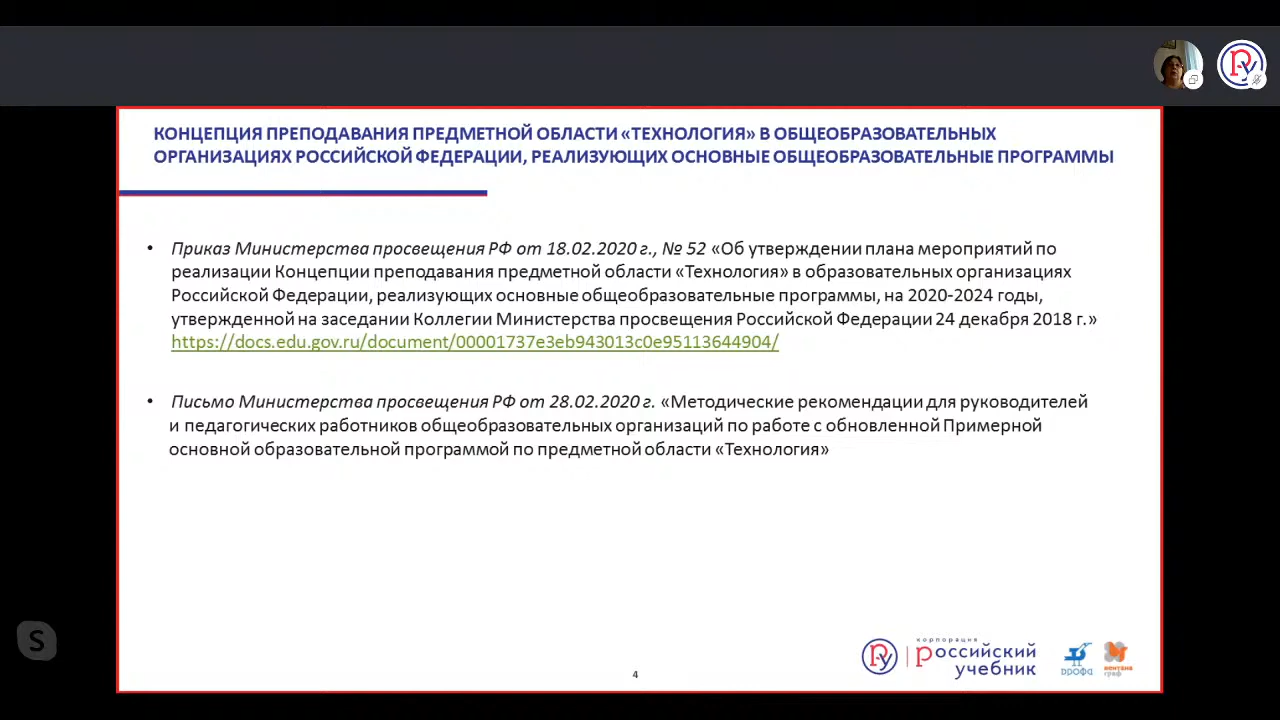 КОНЦЕПЦИЯ ПРЕПОДАВАНИЯ ПРЕДМЕТНОЙ ОБЛАСТИ «ТЕХНОЛОГИЯ» В ОБЩЕОБРАЗОВАТЕЛЬНЫХ
ОРГАНИЗАЦИЯХ РОССИЙСКОЙ ФЕДЕРАЦИИ, РЕАЛИЗУЮЩИХ ОСНОВНЫЕ ОБЩЕОБРАЗОВАТЕЛЬНЫЕ ПРОГРАММЫ
• Приказ Министерства просвещения РФ от 18.02.2020 г., № 52 «Об утверждении плана мероприятий по
реализации Концепции преподавания предметной области «Технология» в образовательных организациях
Российской Федерации, реализующих основные общеобразовательные программы, на 2020-2024 годы,
утвержденной на заседании Коллегии Министерства просвещения Российской Федерации 24 декабря 2018 г.»
https://docs.edu.gov.ru/document/00001737e3eb943013c0e95113644904/
• Письмо Министерства просвещения РФ от 28.02.2020 г. «Методические рекомендации для руководителей
и педагогических работников общеобразовательных организаций по работе с обновленной Примерной
основной образовательной программой по предметной области «Технология»
S
корпорация
российский
учебник
дрофа
вентана
граф
4